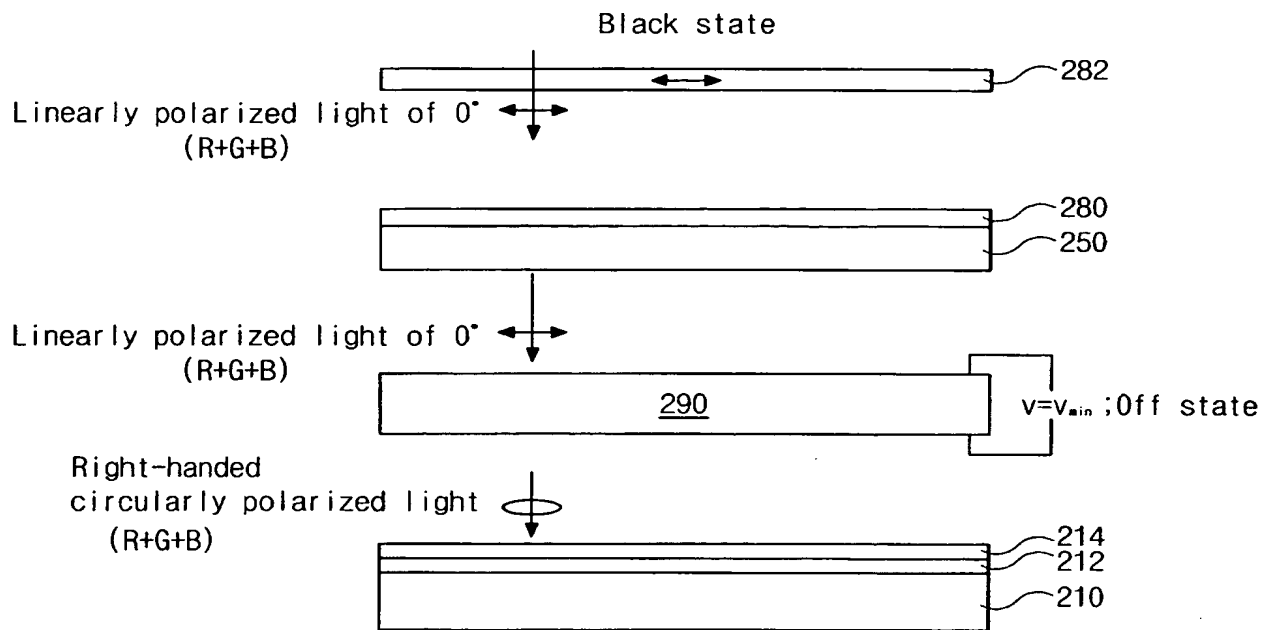 Black state
282
Linearly polarized light of 0°
(R+G+B)
280
250
Linearly polarized light of 0°
(R+G+B)
290
v=vmin ;Off state
Right-handed
circularly polarized light
(R+G+B)
214
212
210